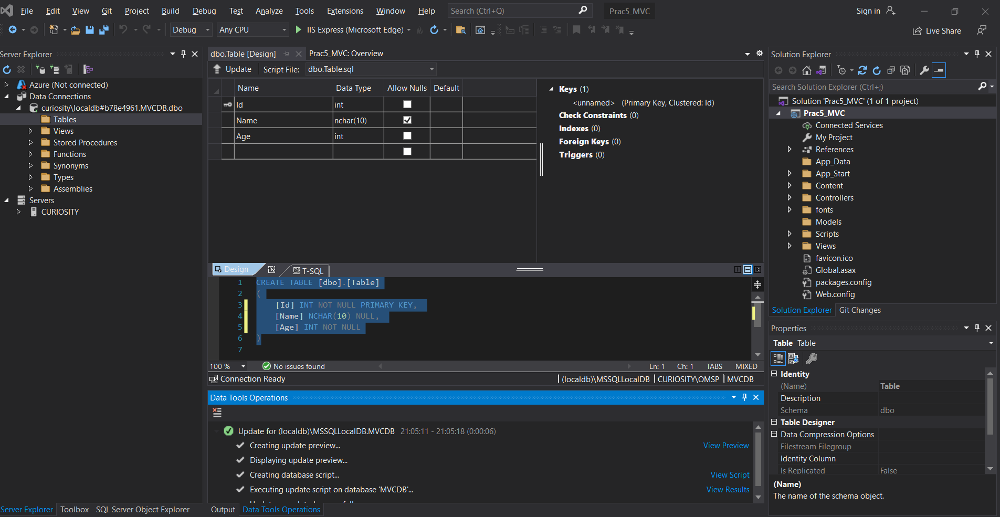 File Edit View Git Project Build Debug Test Analyze Tools Extensions Window Help Search (Ctrl+Q) Prac5_MVC Sign in
Debug Any CPU IIS Express (Microsoft Edge) Live Share
Server Explorer
Azure (Not connected)
Data Connections
curiosity\localdb#b78e4961.MVCDB.dbo
Tables
Views
Stored Procedures
Functions
Synonyms
Types
Assemblies
Servers
CURIOSITY
Server Explorer Toolbox SQL Server Object Explorer
dbo.Table [Design] Prac5_MVC: Overview
Update Script File: dbo.Table.sql
Name Data Type Allow Nulls Default
Id int
Name nchar(10)
Age int
Keys (1)
<unnamed> (Primary Key, Clustered: Id)
Check Constraints (0)
Indexes (0)
Foreign Keys (0)
Triggers (0)
Design T-SQL
1 CREATE TABLE [dbo].[Table]
2 (
3 [Id] INT NOT NULL PRIMARY KEY,
4 [Name] NCHAR(10) NULL,
5 [Age] INT NOT NULL
6 )
7
100 % No issues found Ln: 1 Ch: 1 TABS MIXED
Connection Ready (localdb)\MSSQLLocalDB CURIOSITY\OMSP MVCDB
Data Tools Operations
Update for (localdb)\MSSQLLocalDB.MVCDB 21:05:11 - 21:05:18 (0:00:06)
Creating update preview... View Preview
Displaying update preview...
Creating database script... View Script
Executing update script on database 'MVCDB'... View Results
Output Data Tools Operations
Solution Explorer
Search Solution Explorer (Ctrl+;)
Solution 'Prac5_MVC' (1 of 1 project)
Prac5_MVC
Connected Services
My Project
References
App_Data
App_Start
Content
Controllers
fonts
Models
Scripts
Views
favicon.ico
Global.asax
packages.config
Web.config
Solution Explorer Git Changes
Properties
Table Table
Identity
(Name) Table
Description
Schema dbo
Table Designer
Data Compression Options
Filestream Filegroup
Identity Column
Is Replicated False
(Name)
The name of the schema object.